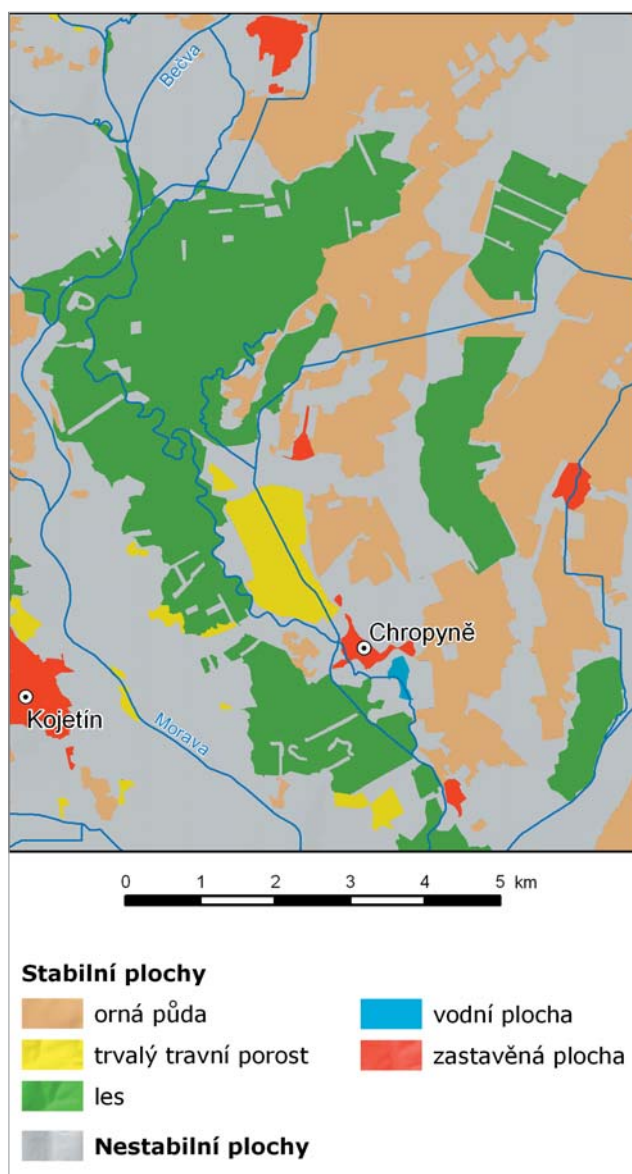 Bečva
Chropyně
Kojetín
Morava
0 1 2 3 4 5 km
Stabilní plochy
orná půda
vodní plocha
trvalý travní porost
zastavěná plocha
les
Nestabilní plochy